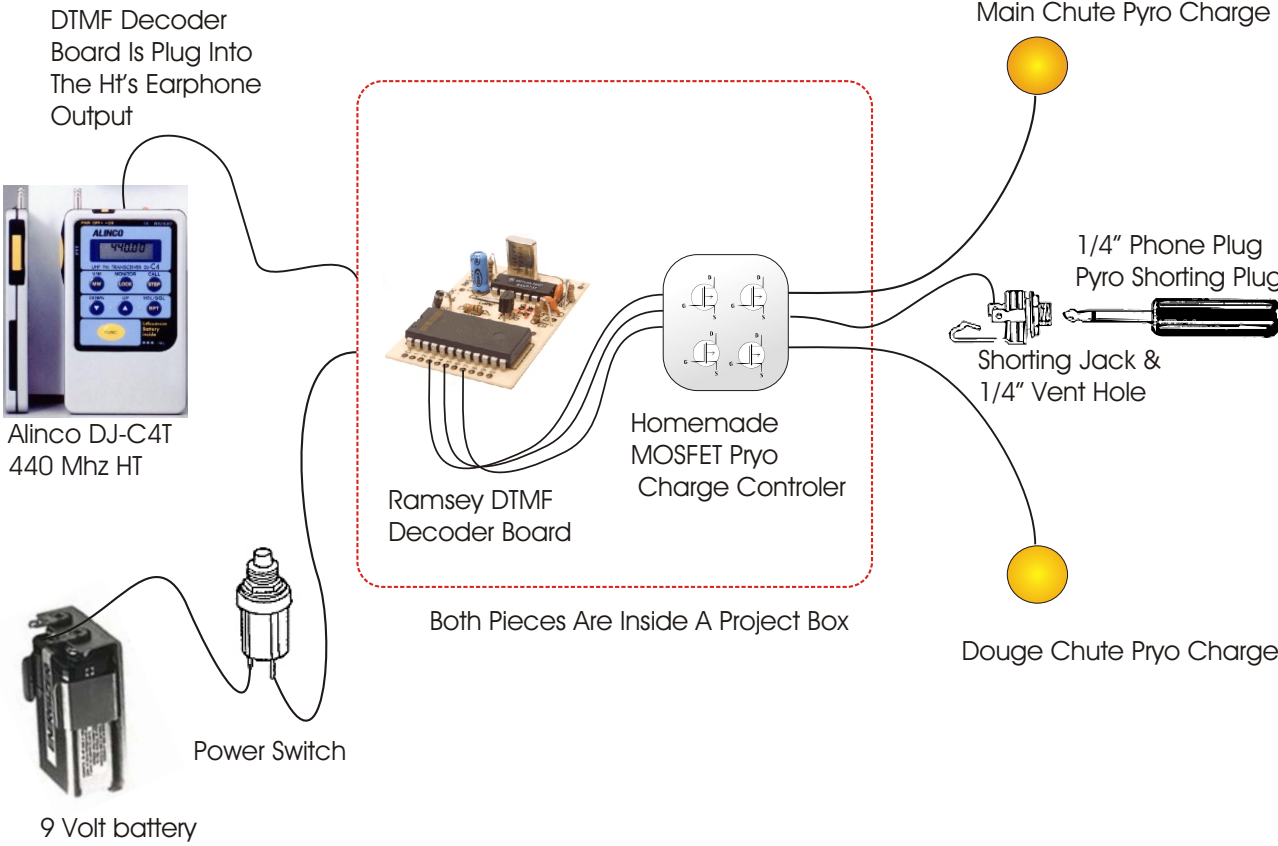 DTMF Decoder
Board Is Plug Into
The Ht's Earphone
Output
Main Chute Pyro Charge
ALINCO
440.00
1/4" Phone Plug
Pyro Shorting Plug
Shorting Jack &
1/4" Vent Hole
Alinco DJ-C4T
440 Mhz HT
Homemade
MOSFET Pryo
Charge Controler
Ramsey DTMF
Decoder Board
Both Pieces Are Inside A Project Box
Douge Chute Pryo Charge
Power Switch
9 Volt battery